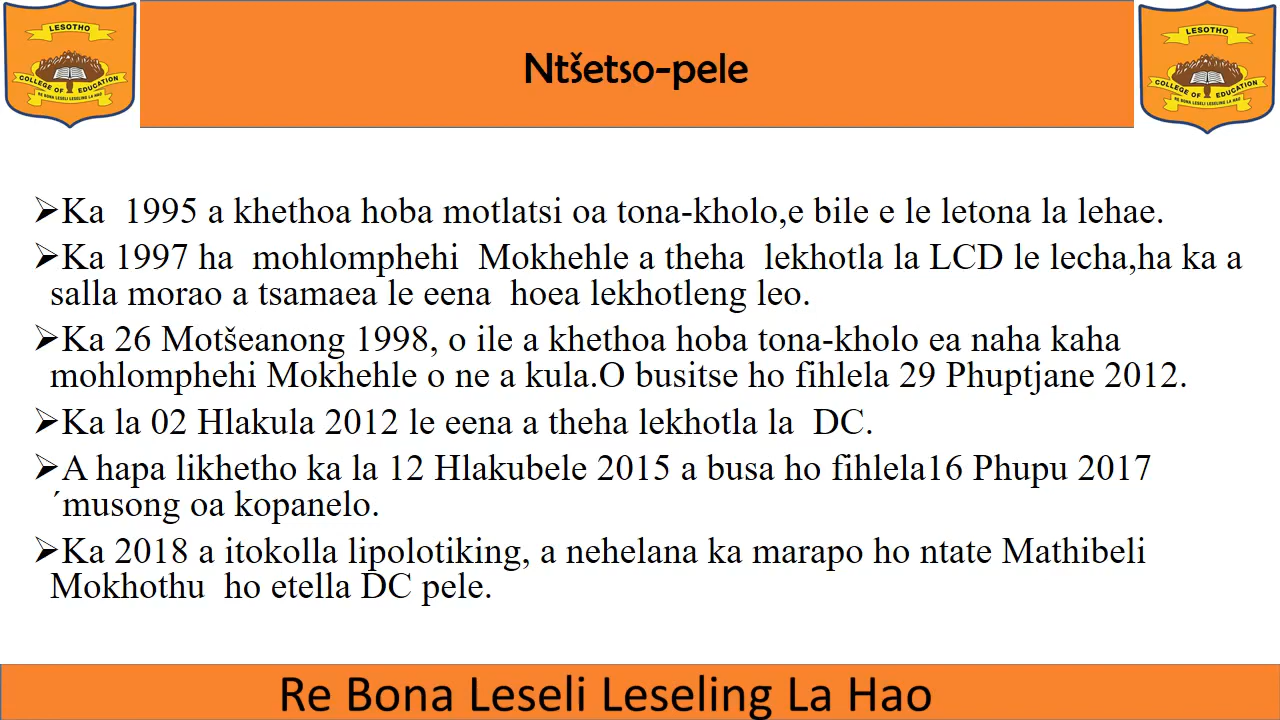 LESOTHO
COLLEGE OF EDUCATION
RE BONA LESELI LESELING LA HAO
Ntšetso-pele
LESOTHO
COLLEGE OF EDUCATION
RE BONA LESELI LESELING LA HAO
➢Ka 1995 a khethoa hoba motlatsi oa tona-kholo,e bile e le letona la lehae.
➢Ka 1997 ha mohlomphehi Mokhehle a theha lekhotla la LCD le lecha,ha ka a
salla morao a tsamaea le eena hoea lekhotleng leo.
➢Ka 26 Motšeanong 1998, o ile a khethoa hoba tona-kholo ea naha kaha
mohlomphehi Mokhehle o ne a kula.O busitse ho fihlela 29 Phuptjane 2012.
➢Ka la 02 Hlakula 2012 le eena a theha lekhotla la DC.
➢A hapa likhetho ka la 12 Hlakubele 2015 a busa ho fihlela16 Phupu 2017
´musong oa kopanelo.
➢Ka 2018 a itokolla lipolotiking, a nehelana ka marapo ho ntate Mathibeli
Mokhothu ho etella DC pele.
Re Bona Leseli Leseling La Hao